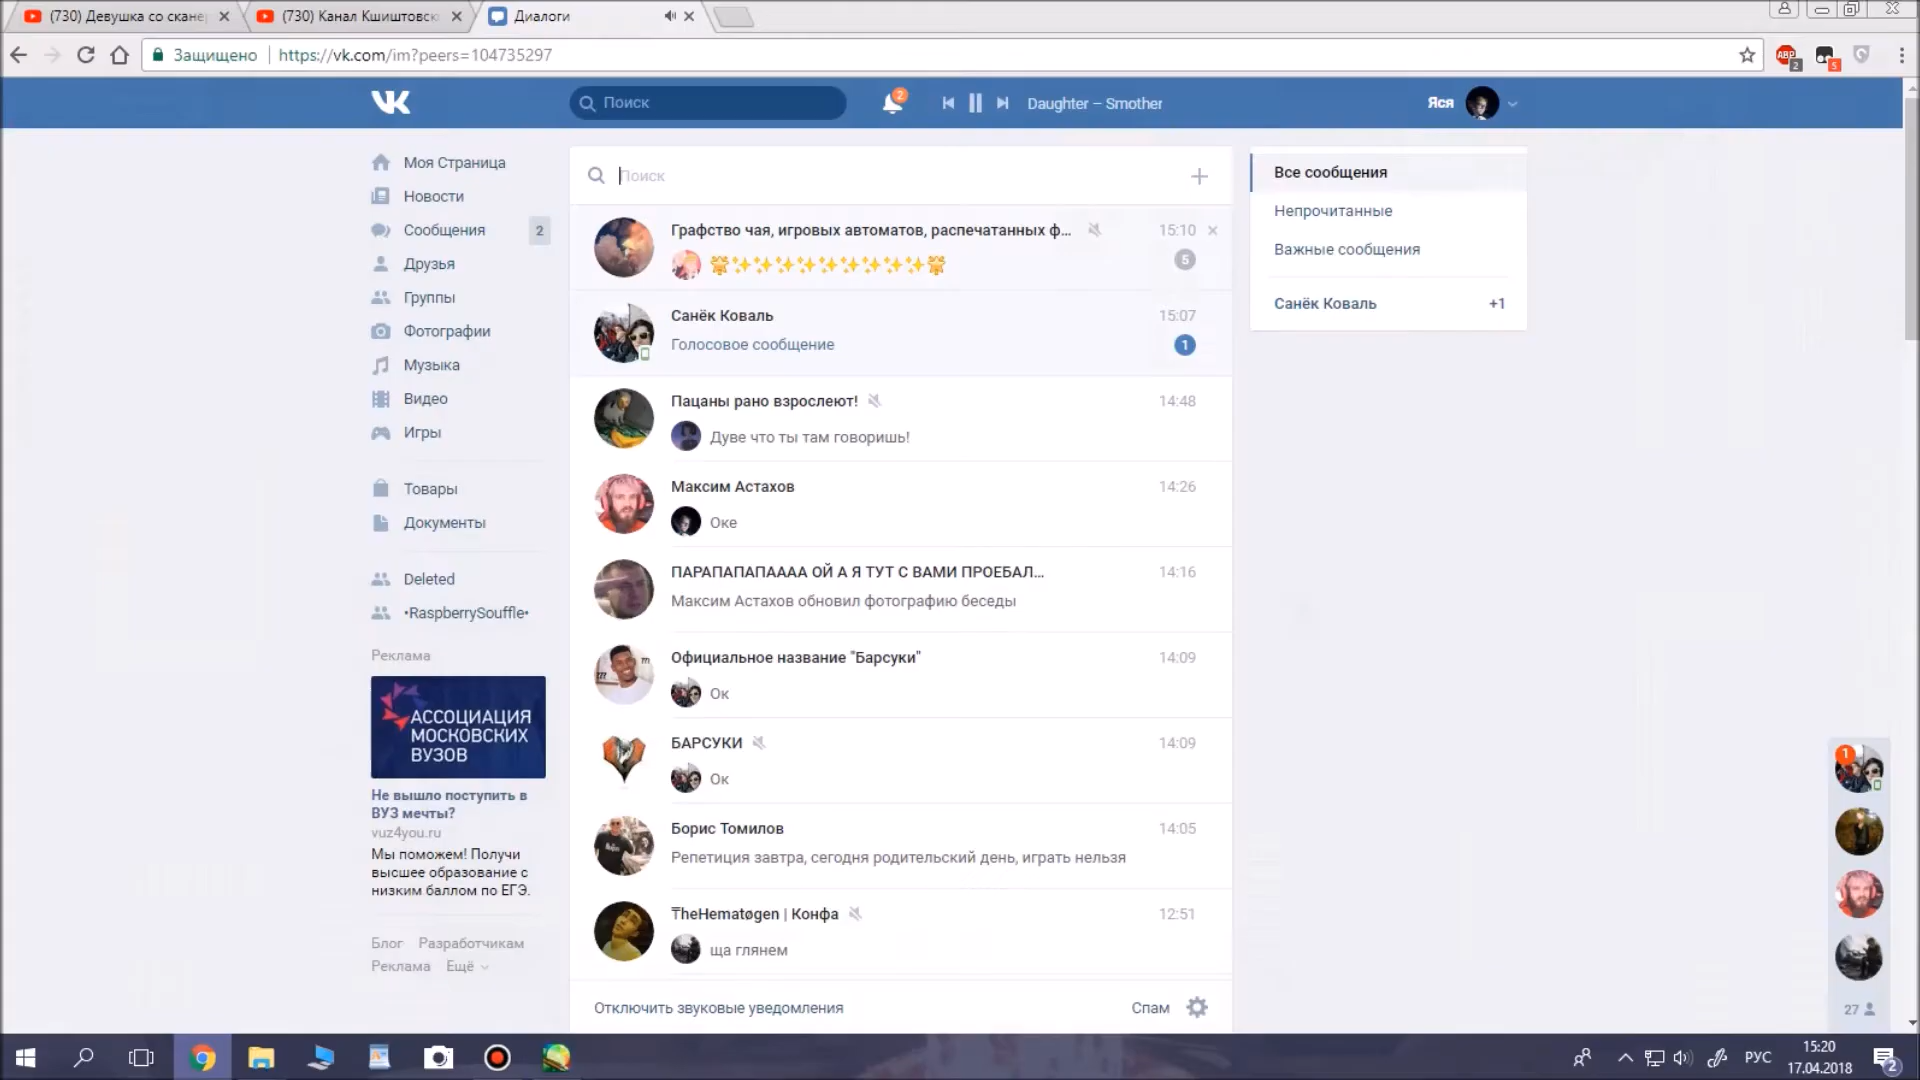 (730) Девушка со скане
(730) Канал Кшиштовск
Диалоги
Защищено
https://vk.com/im?peers=104735297
ABP
2
5
Поиск
2
Daughter – Smother
Яся
Моя Страница
Новости
Сообщения
2
Друзья
Группы
Фотографии
Музыка
Видео
Игры
Товары
Документы
Deleted
•RaspberrySouffle•
Реклама
АССОЦИАЦИЯ
МОСКОВСКИХ
ВУЗОВ
Не вышло поступить в
ВУЗ мечты?
vuz4you.ru
Мы поможем! Получи
высшее образование с
низким баллом по ЕГЭ.
Блог Разработчикам
Реклама Ещё
Поиск
Графство чая, игровых автоматов, распечатанных ф...
15:10
5
Санёк Коваль
15:07
Голосовое сообщение
1
Пацаны рано взрослеют!
14:48
Дуве что ты там говоришь!
Максим Астахов
14:26
Оке
ПАРАПАПАПАААА ОЙ А Я ТУТ С ВАМИ ПРОЕБАЛ...
14:16
Максим Астахов обновил фотографию беседы
Официальное название "Барсуки"
14:09
Ок
БАРСУКИ
14:09
Ок
Борис Томилов
14:05
Репетиция завтра, сегодня родительский день, играть нельзя
₸heHematøgen | Конфа
12:51
ща глянем
Отключить звуковые уведомления
Спам
Все сообщения
Непрочитанные
Важные сообщения
Санёк Коваль
+1
1
27
РУС
15:20
17.04.2018
2